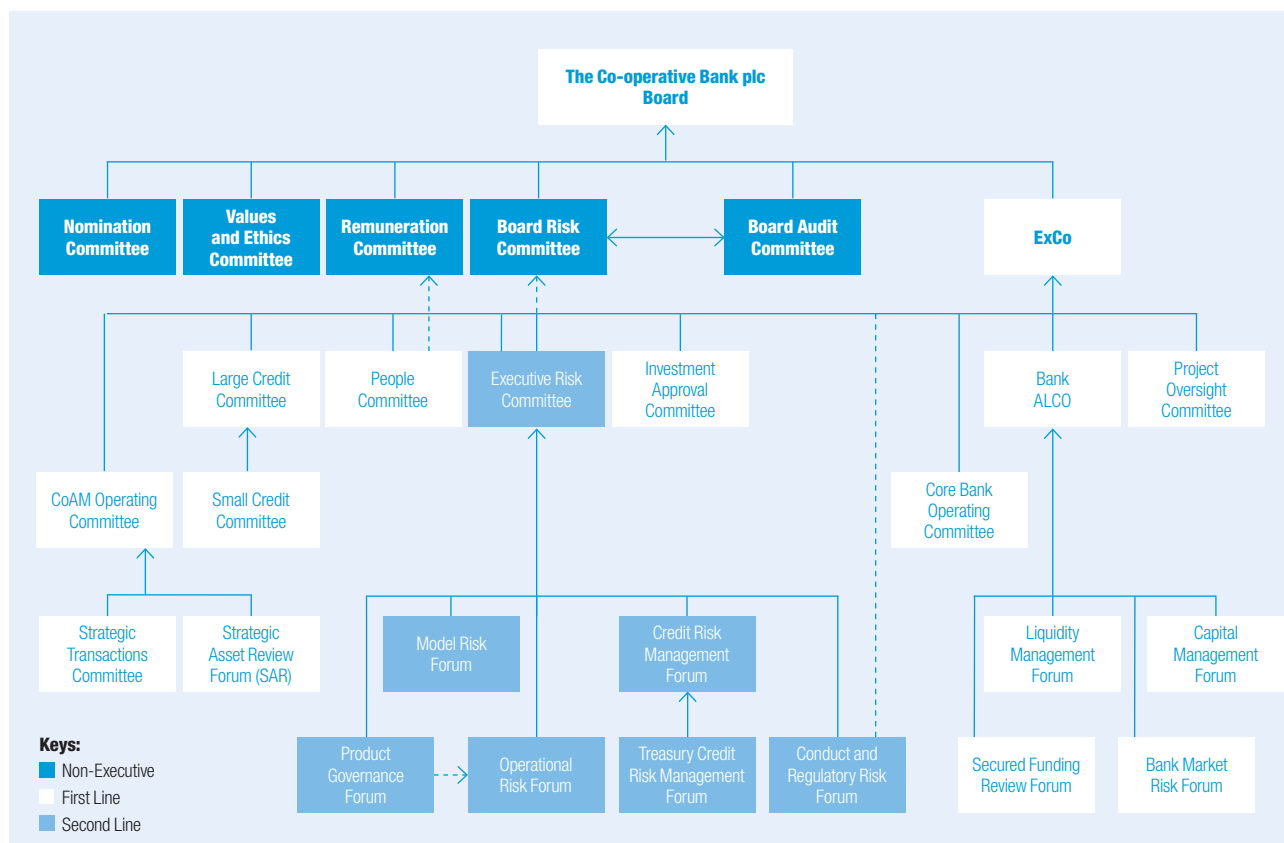 The Co-operative Bank plc
Board
Nomination
Committee
Values
and Ethics
Committee
Remuneration
Committee
Board Risk
Committee
Board Audit
Committee
ExCo
Large Credit
Committee
People
Committee
Executive Risk
Committee
Investment
Approval
Committee
Bank
ALCO
Project
Oversight
Committee
CoAM Operating
Committee
Small Credit
Committee
Core Bank
Operating
Committee
Strategic
Transactions
Committee
Strategic
Asset Review
Forum (SAR)
Model Risk
Forum
Credit Risk
Management
Forum
Liquidity
Management
Forum
Capital
Management
Forum
Product
Governance
Forum
Operational
Risk Forum
Treasury Credit
Risk Management
Forum
Conduct and
Regulatory Risk
Forum
Secured Funding
Review Forum
Bank Market
Risk Forum
Keys:
Non-Executive
First Line
Second Line